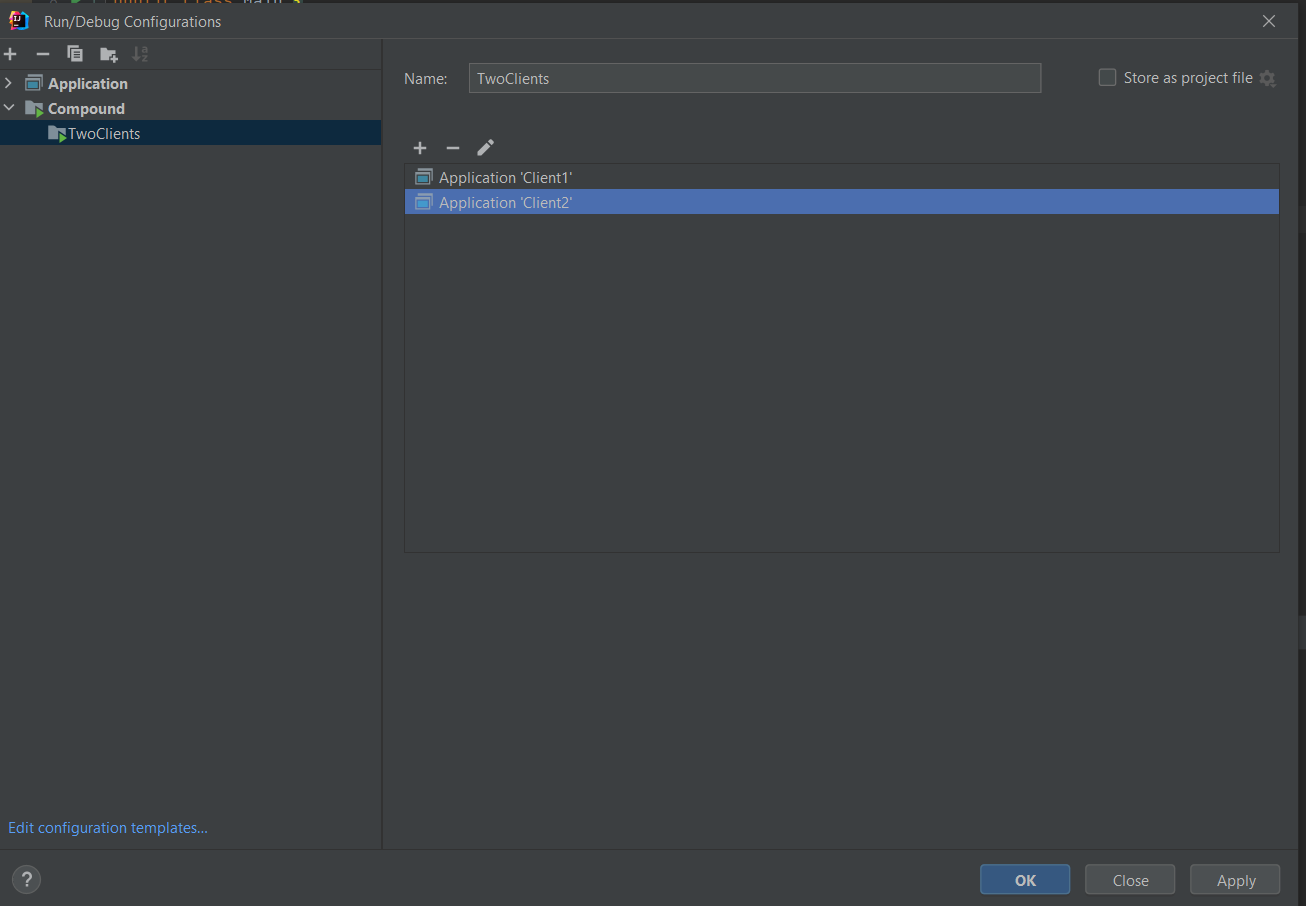 Run/Debug Configurations
Application
Compound
TwoClients
Name:
TwoClients
Store as project file
Application 'Client1'
Application 'Client2'
Edit configuration templates...
?
OK
Close
Apply